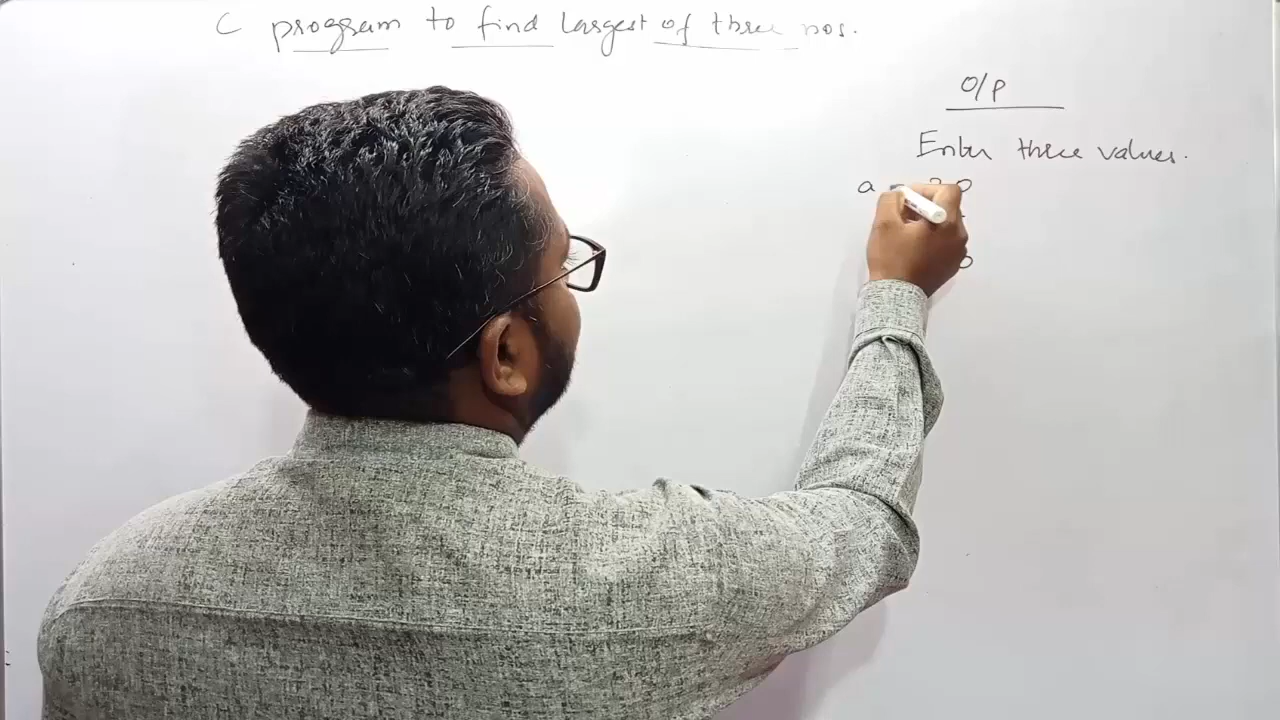 C program to find largest of three nos.
O/P
Enter three values.
a